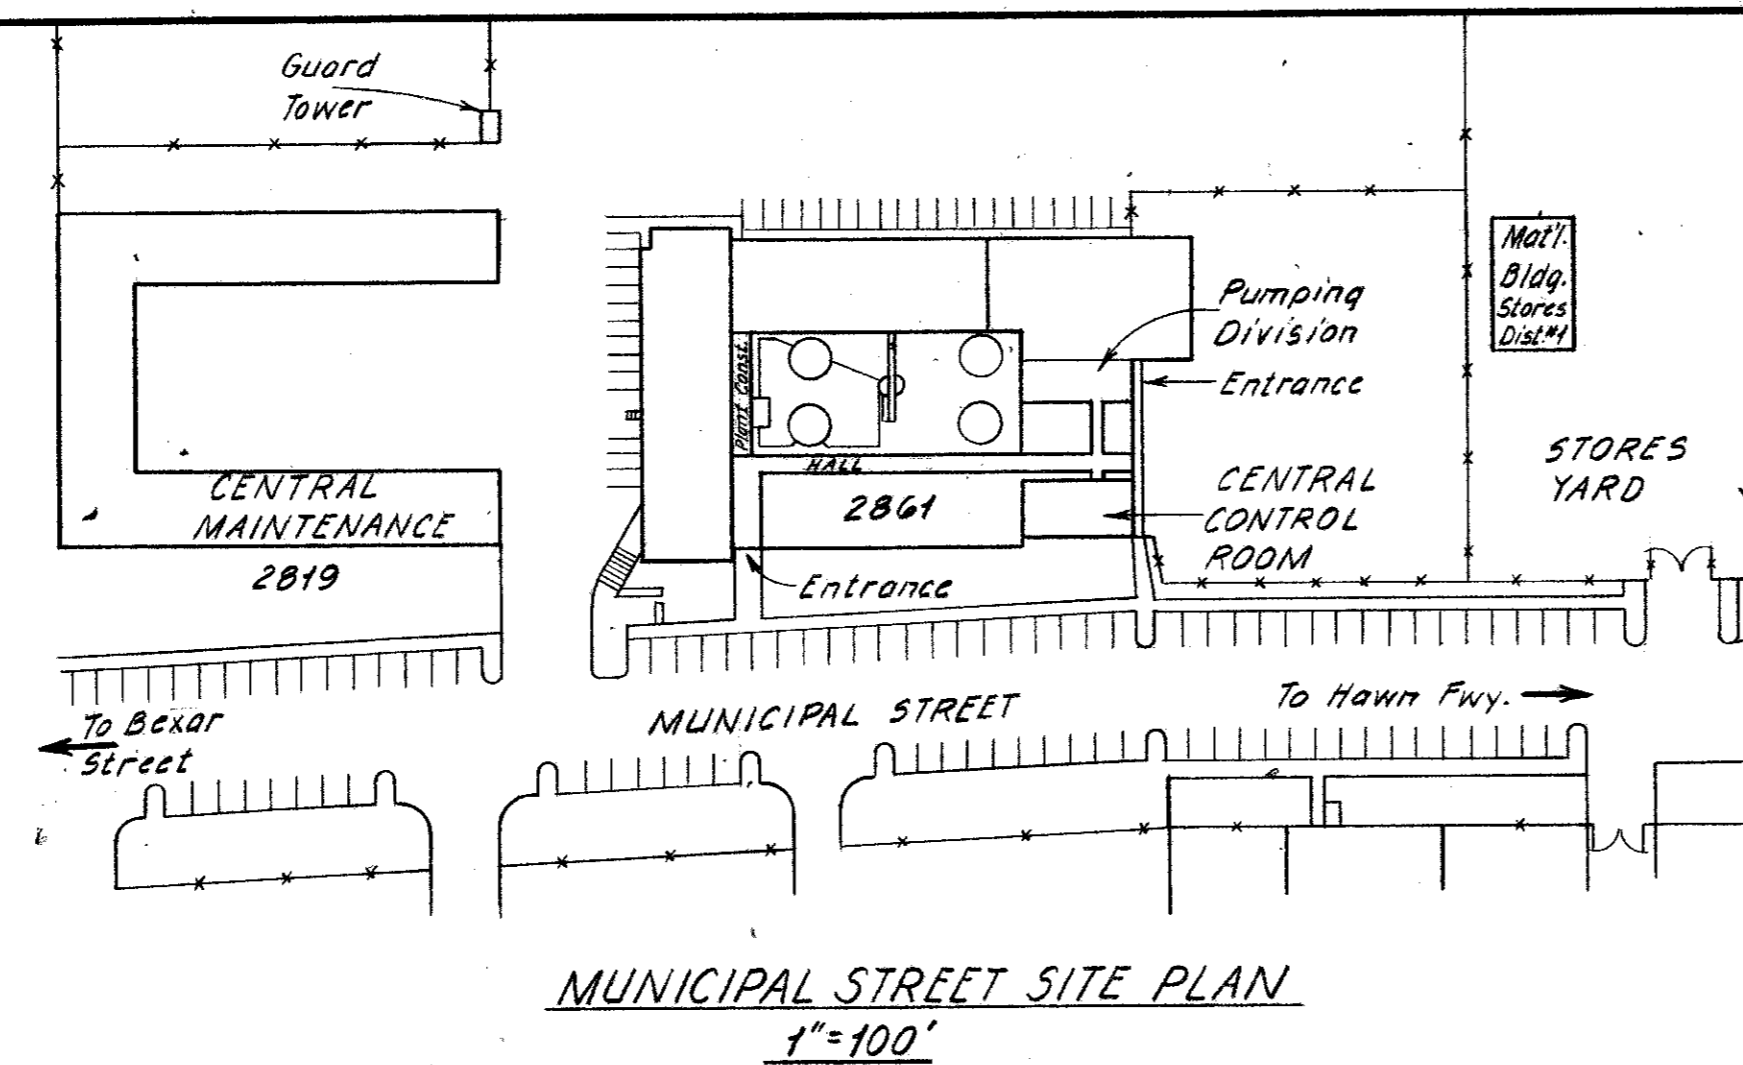 Guard
Tower
Mat'l.
Bldg.
Stores
Dist.#1
Pumping
Division
Entrance
Plant Const.
HALL
2861
CENTRAL
CONTROL
ROOM
STORES
YARD
CENTRAL
MAINTENANCE
2819
Entrance
MUNICIPAL STREET
To Hawn Fwy.
To Bexar
Street
MUNICIPAL STREET SITE PLAN
1"=100'